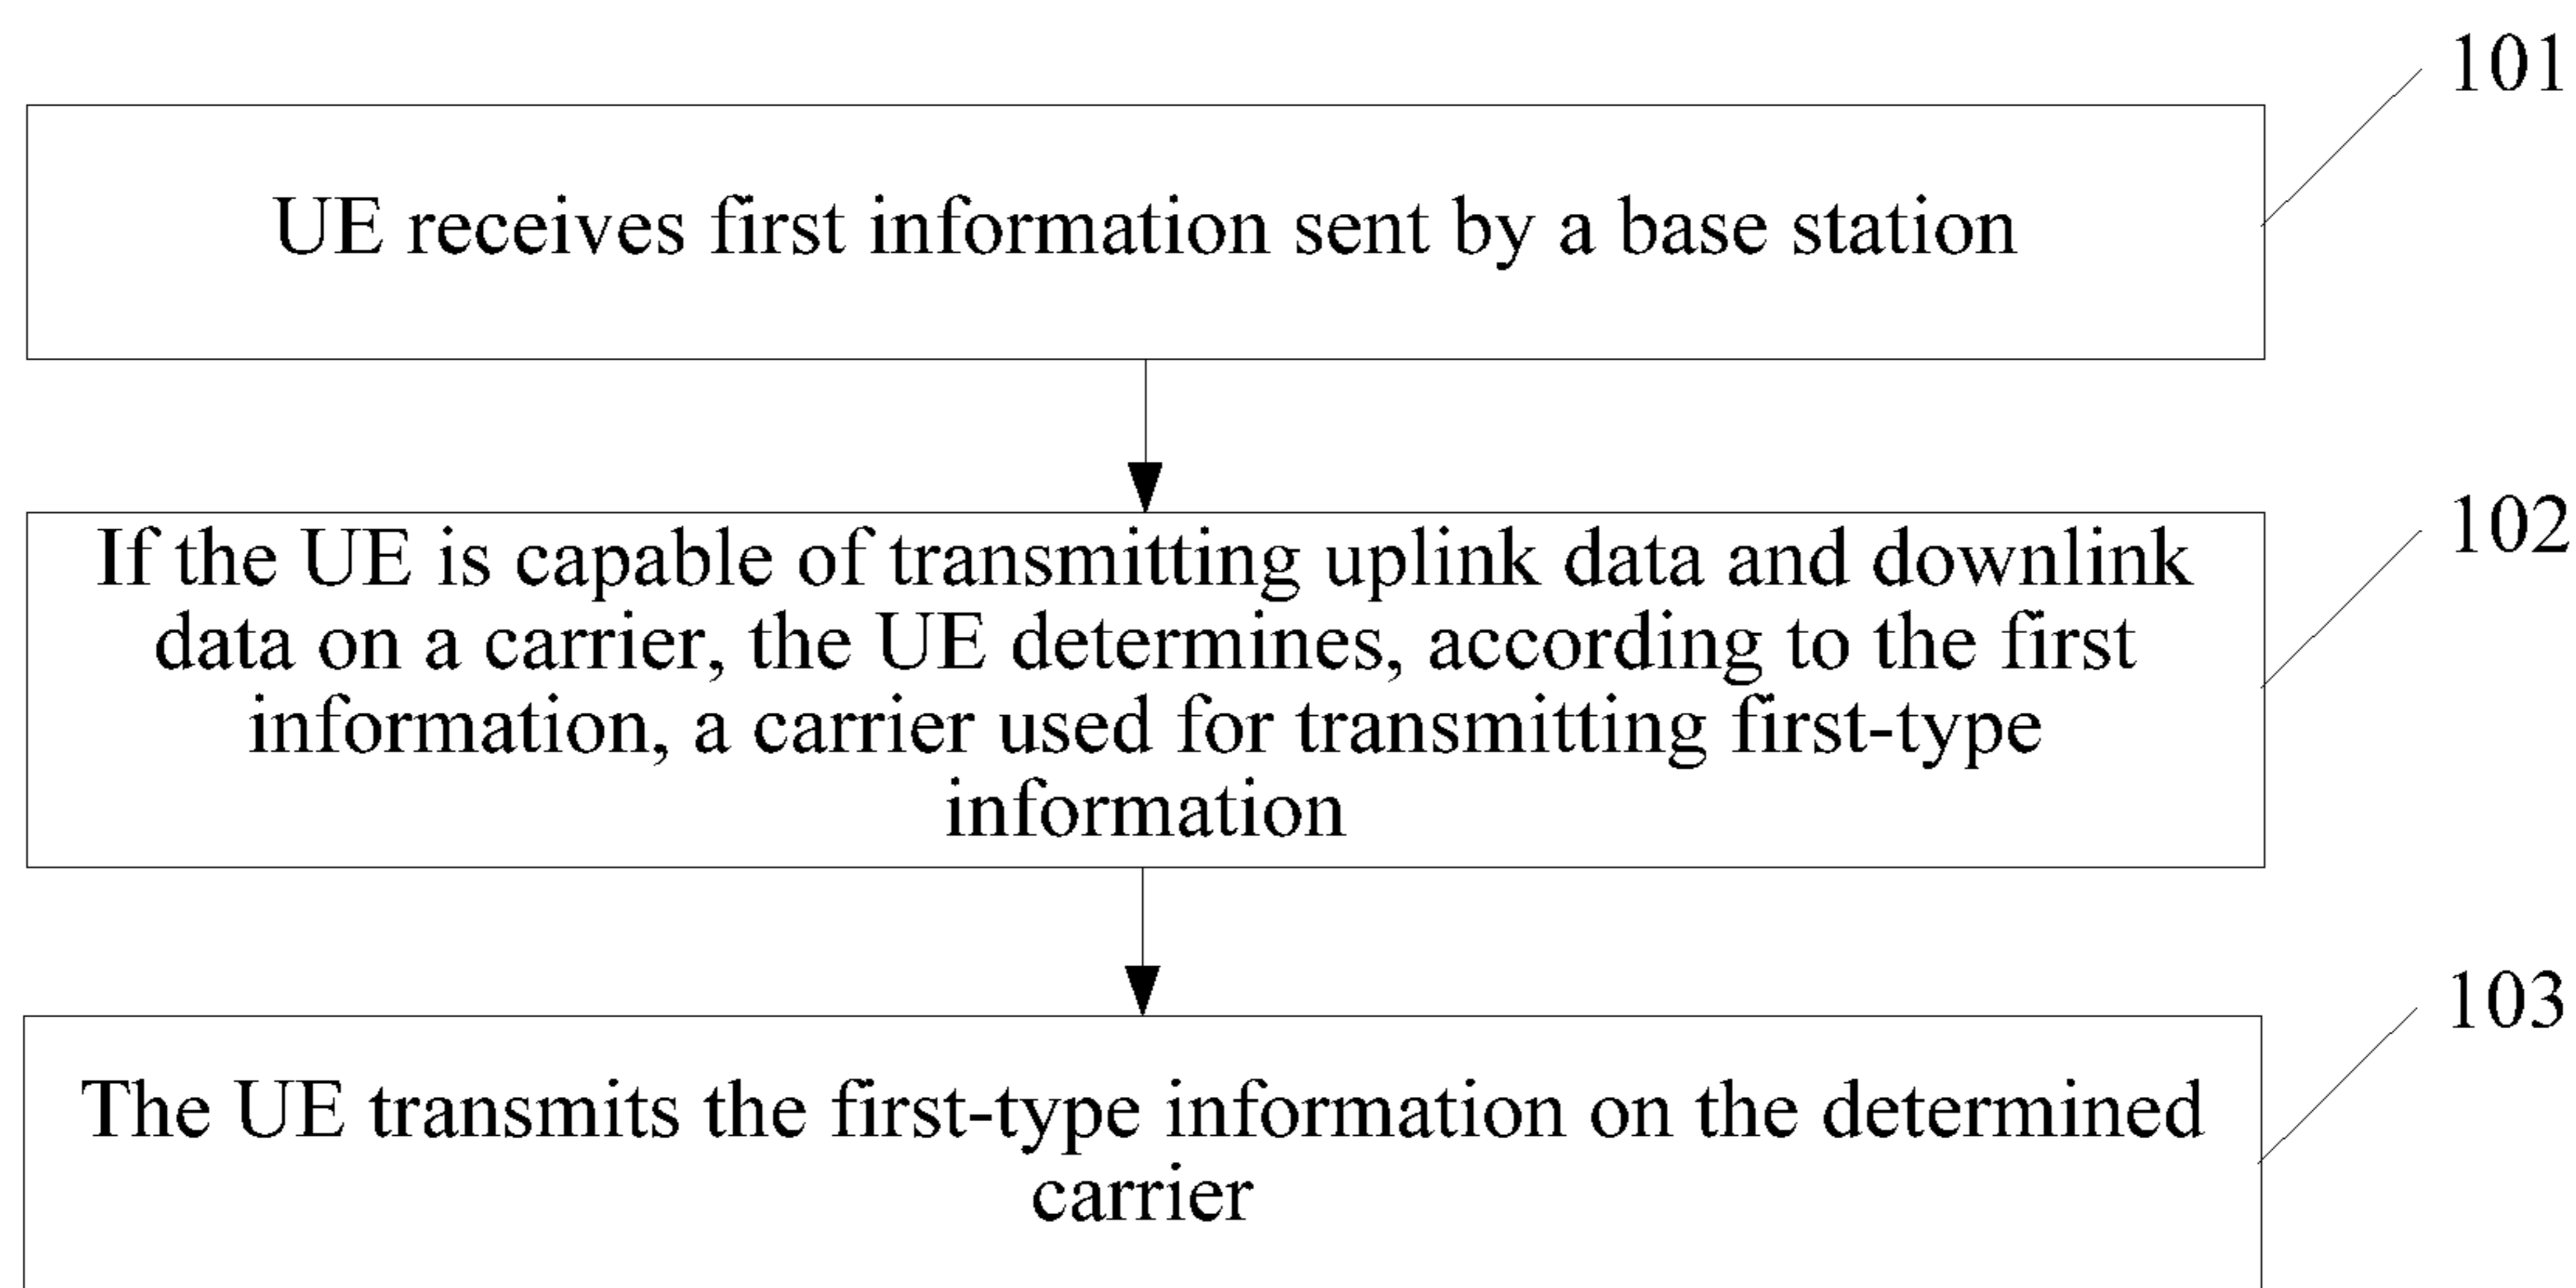 101
UE receives first information sent by a base station
102
If the UE is capable of transmitting uplink data and downlink
data on a carrier, the UE determines, according to the first
information, a carrier used for transmitting first-type
information
103
The UE transmits the first-type information on the determined
carrier